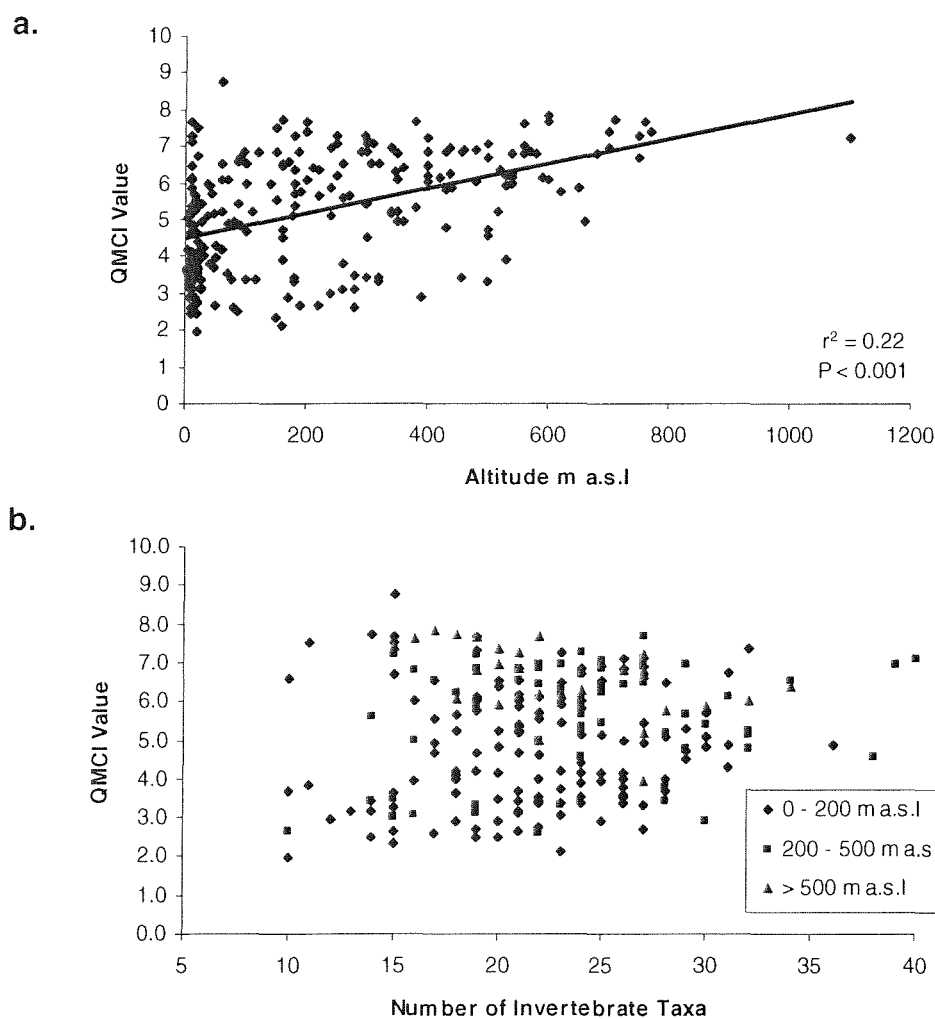 a.
10
9
8
7
6
5
4
3
2
1
0
QMCI Value
r² = 0.22
P < 0.001
0 200 400 600 800 1000 1200
Altitude m a.s.l
b.
10.0
9.0
8.0
7.0
6.0
5.0
4.0
3.0
2.0
1.0
0.0
QMCI Value
0 - 200 m a.s.l
200 - 500 m a.s
> 500 m a.s.l
5 10 15 20 25 30 35 40
Number of Invertebrate Taxa